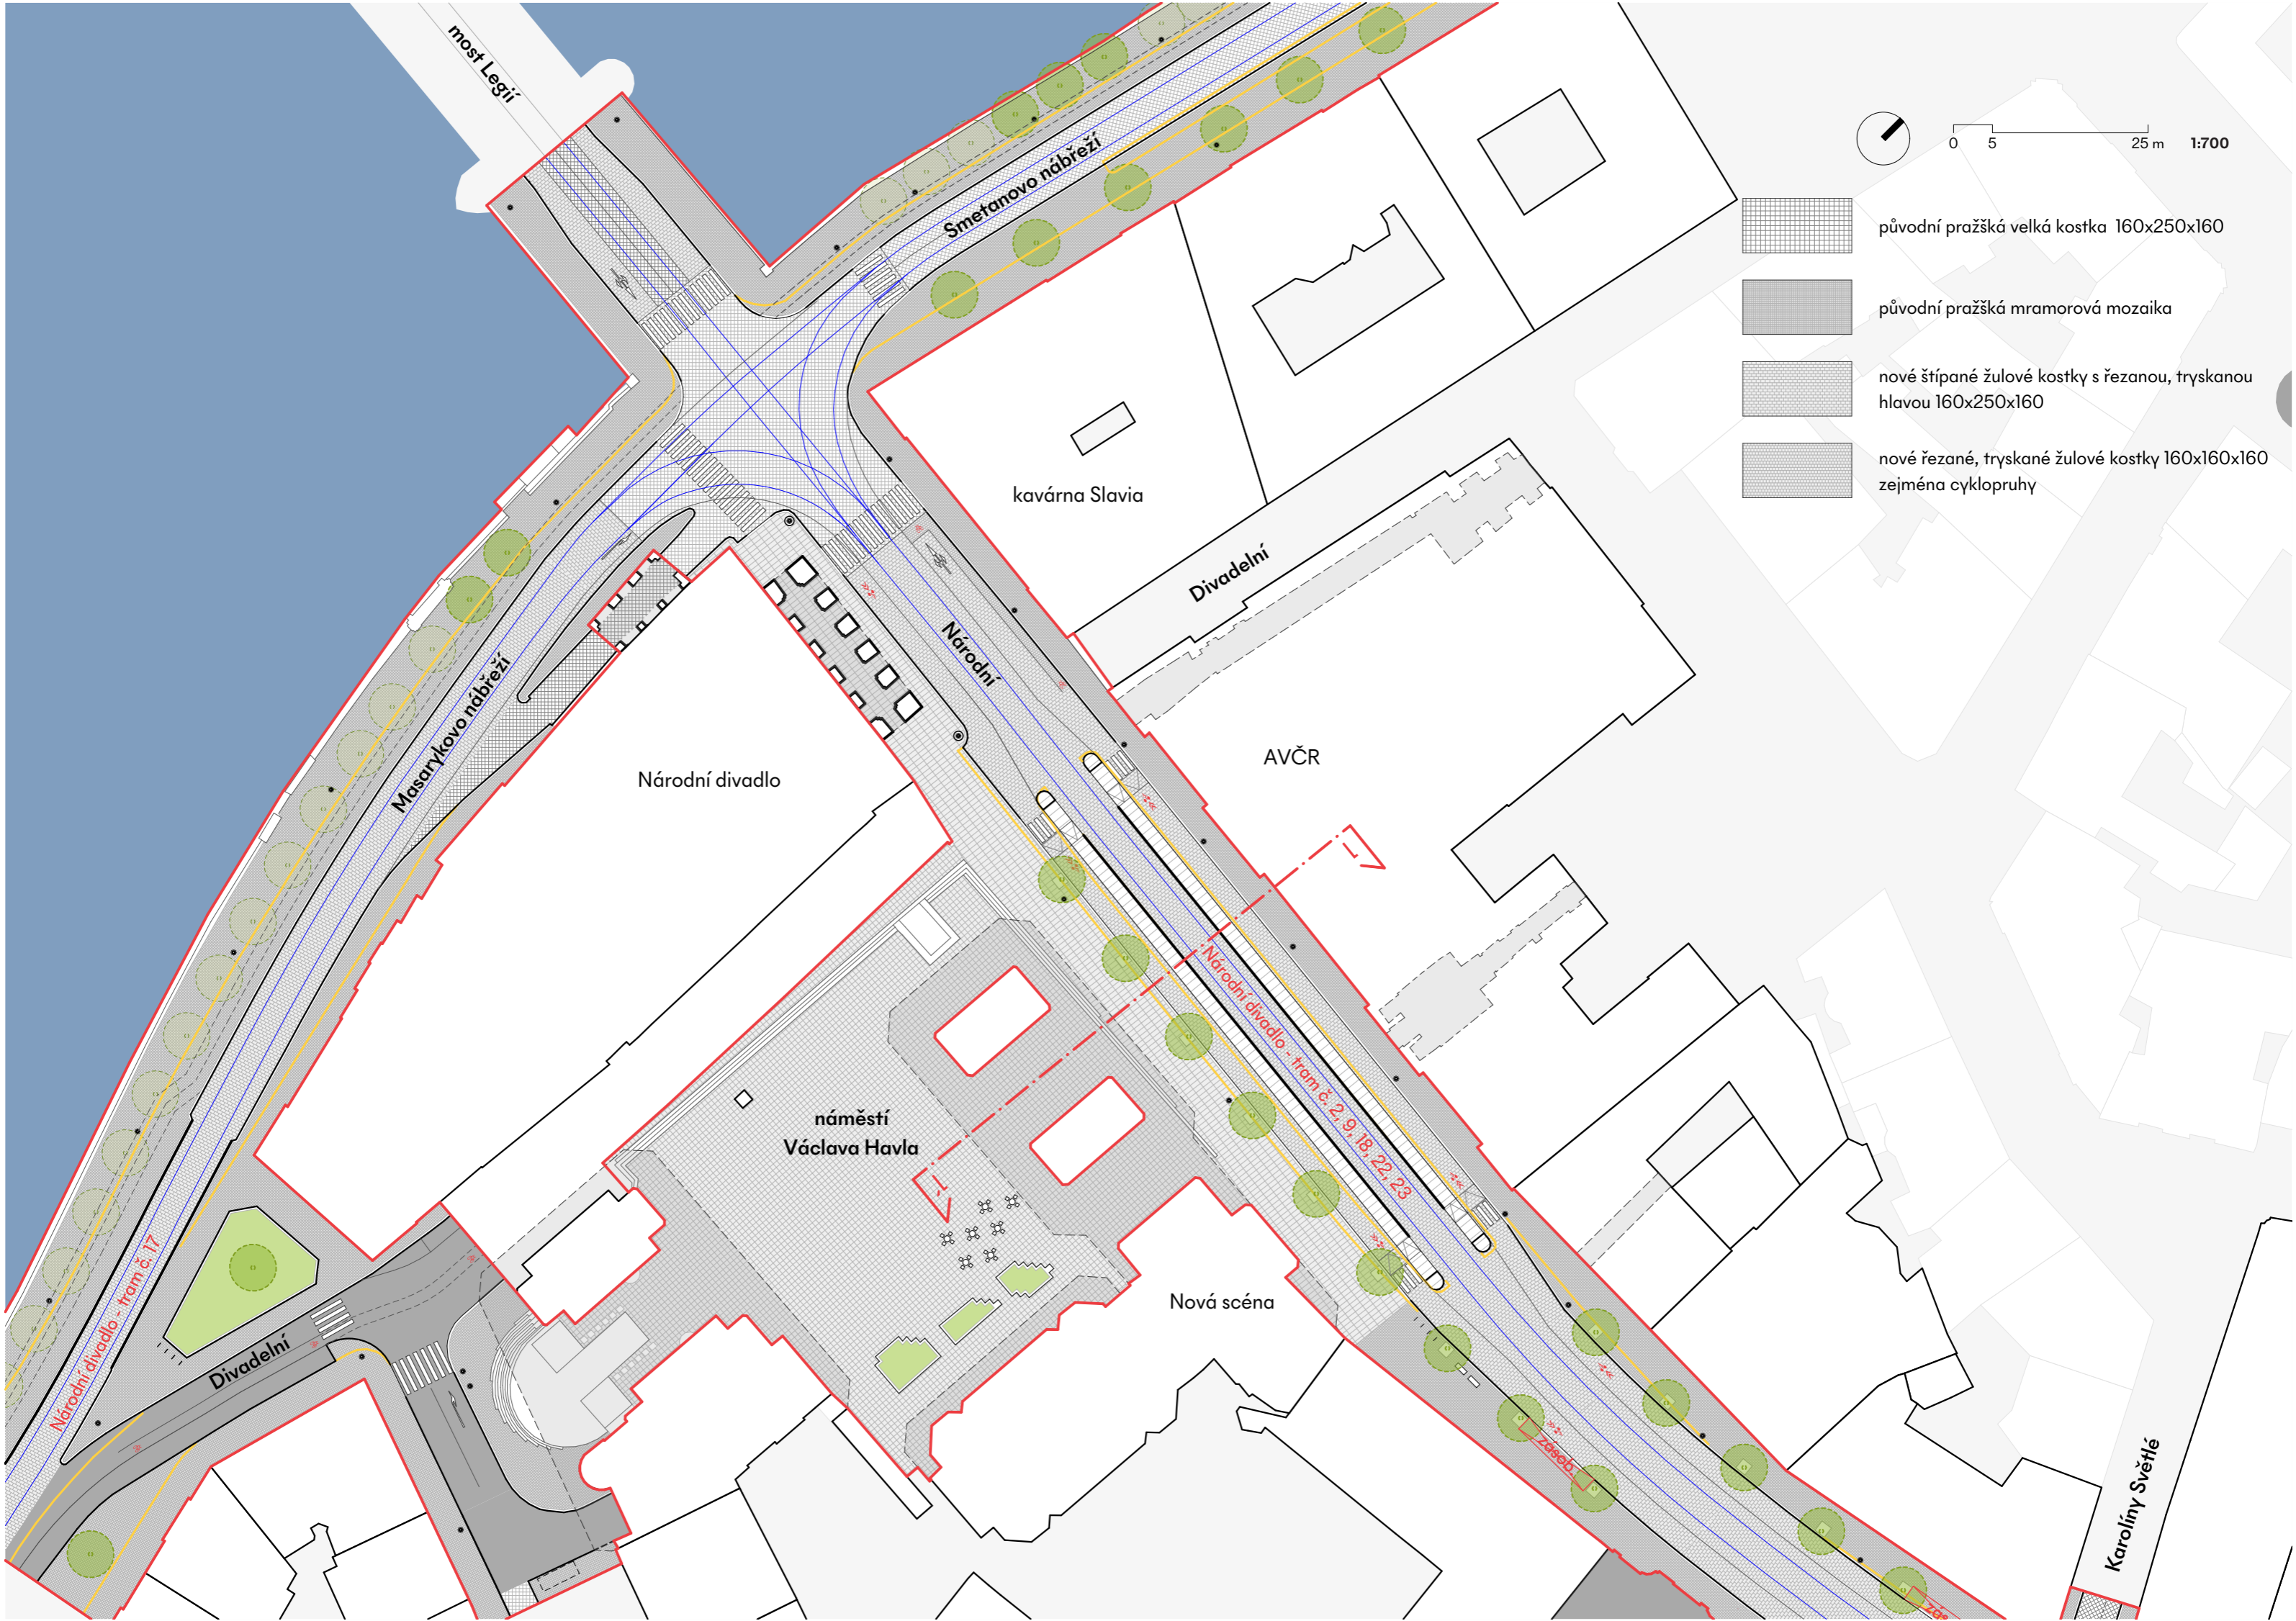 most Legií
Smetanovo nábřeží
0 5 25 m 1:700
původní pražská velká kostka 160x250x160
původní pražská mramorová mozaika
nové štípané žulové kostky s řezanou, tryskanou
hlavou 160x250x160
nové řezané, tryskané žulové kostky 160x160x160
zejména cyklopruhy
kavárna Slavia
Divadelní
Národní
Masarykovo nábřeží
Národní divadlo
AVČR
Národní divadlo - tram č. 2, 9, 18, 22, 23
náměstí
Václava Havla
Nová scéna
Národní divadlo - tram č. 17
Divadelní
zásob.
Karolíny Světlé